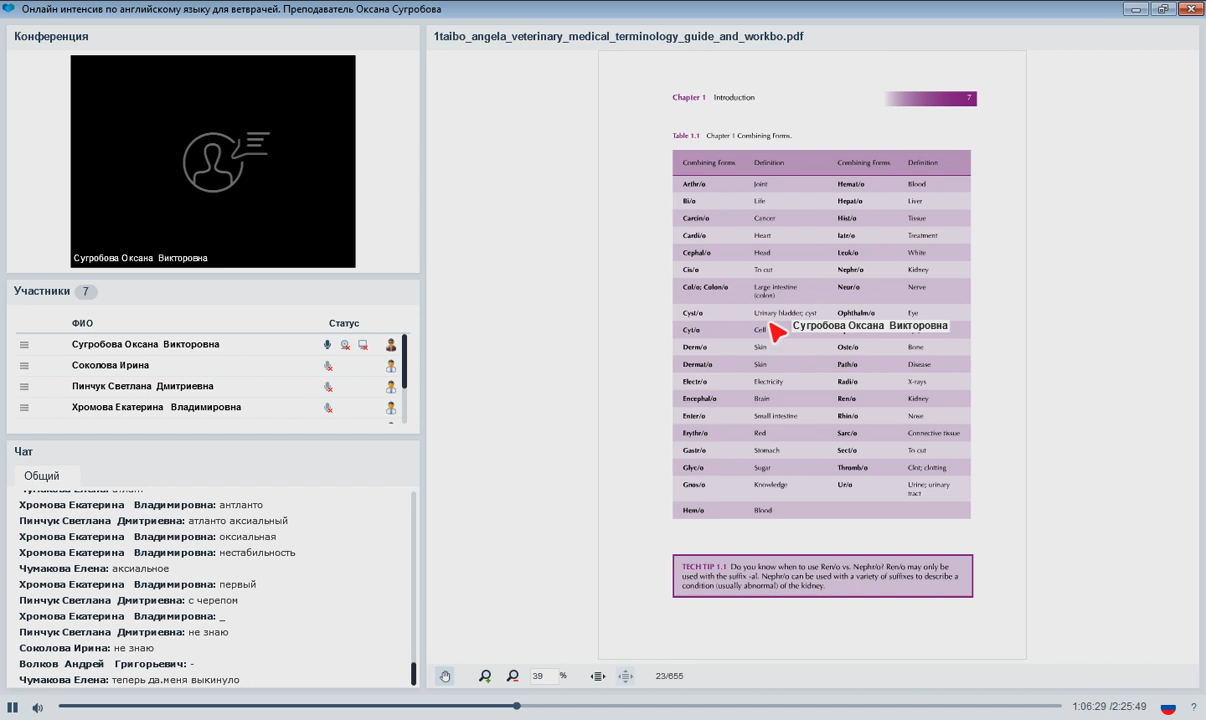 Онлайн интенсив по английскому языку для ветврачей. Преподаватель Оксана Сугробова
Конференция
Сугробова Оксана Викторовна
Участники 7
ФИО Статус
Сугробова Оксана Викторовна
Соколова Ирина
Пинчук Светлана Дмитриевна
Хромова Екатерина Владимировна
Чат
Общий
Хромова Екатерина Владимировна: антланто
Пинчук Светлана Дмитриевна: атланто аксиальный
Хромова Екатерина Владимировна: оксиальная
Хромова Екатерина Владимировна: нестабильность
Чумакова Елена: аксиальное
Хромова Екатерина Владимировна: первый
Пинчук Светлана Дмитриевна: с черепом
Хромова Екатерина Владимировна: _
Пинчук Светлана Дмитриевна: не знаю
Соколова Ирина: не знаю
Волков Андрей Григорьевич: -
Чумакова Елена: теперь да.меня выкинуло
1taibo_angela_veterinary_medical_terminology_guide_and_workbo.pdf
Chapter 1 Introduction 7
Table 1.1 Chapter 1 Combining Forms.
Combining Forms Definition Combining Forms Definition
Arthr/o Joint Hemat/o Blood
Bi/o Life Hepat/o Liver
Carcin/o Cancer Hist/o Tissue
Cardi/o Heart Iatr/o Treatment
Cephal/o Head Leuk/o White
Cis/o To cut Nephr/o Kidney
Col/o; Colon/o Large intestine Neur/o Nerve
(colon)
Cyst/o Urinary bladder; cyst Ophthalm/o Eye
Cyt/o Cell Сугробова Оксана Викторовна
Derm/o Skin Oste/o Bone
Dermat/o Skin Path/o Disease
Electr/o Electricity Radi/o X-rays
Encephal/o Brain Ren/o Kidney
Enter/o Small intestine Rhin/o Nose
Erythr/o Red Sarc/o Connective tissue
Gastr/o Stomach Sect/o To cut
Glyc/o Sugar Thromb/o Clot; clotting
Gnos/o Knowledge Ur/o Urine; urinary
tract
Hem/o Blood
TECH TIP 1.1 Do you know when to use Ren/o vs. Nephr/o? Ren/o may only be
used with the suffix -al. Nephr/o can be used with a variety of suffixes to describe a
condition (usually abnormal) of the kidney.
39 % 23/655
1:06:29 /2:25:49 ?